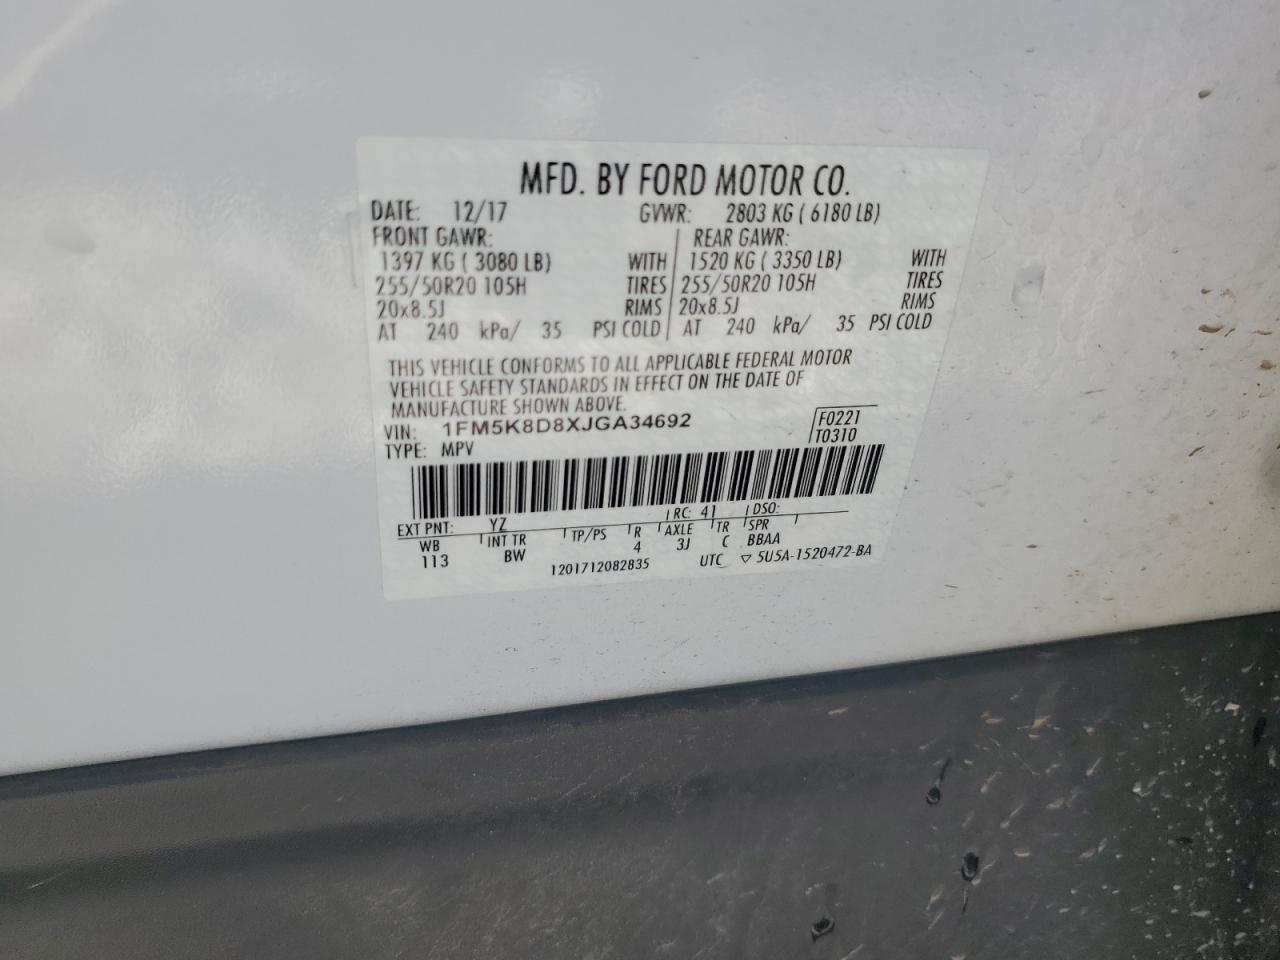 MFD. BY FORD MOTOR CO.
DATE: 12/17 GVWR: 2803 KG ( 6180 LB)
FRONT GAWR: REAR GAWR:
1397 KG ( 3080 LB) WITH 1520 KG ( 3350 LB) WITH
255/50R20 105H TIRES 255/50R20 105H TIRES
20x8.5J RIMS 20x8.5J RIMS
AT 240 kPa/ 35 PSI COLD AT 240 kPa/ 35 PSI COLD
THIS VEHICLE CONFORMS TO ALL APPLICABLE FEDERAL MOTOR
VEHICLE SAFETY STANDARDS IN EFFECT ON THE DATE OF
MANUFACTURE SHOWN ABOVE.
VIN: 1FM5K8D8XJGA34692 F0221
TYPE: MPV T0310
EXT PNT: YZ RC: 41 DSO:
WB INT TR TP/PS R AXLE TR SPR
113 BW 4 3J C BBAA
1201712082835 UTC ▽ 5U5A-1520472-BA